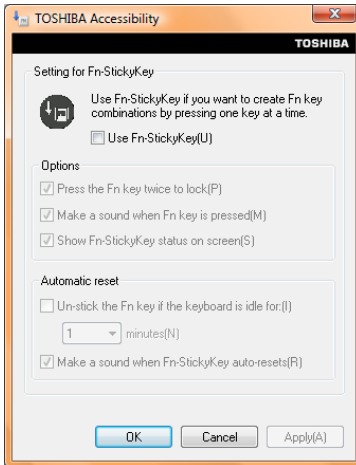 TOSHIBA Accessibility
TOSHIBA
Setting for Fn-StickyKey
Use Fn-StickyKey if you want to create Fn key
combinations by pressing one key at a time.
Use Fn-StickyKey(U)
Options
Press the Fn key twice to lock(P)
Make a sound when Fn key is pressed(M)
Show Fn-StickyKey status on screen(S)
Automatic reset
Un-stick the Fn key if the keyboard is idle for:(I)
1 minutes(N)
Make a sound when Fn-StickyKey auto-resets(R)
OK Cancel Apply(A)